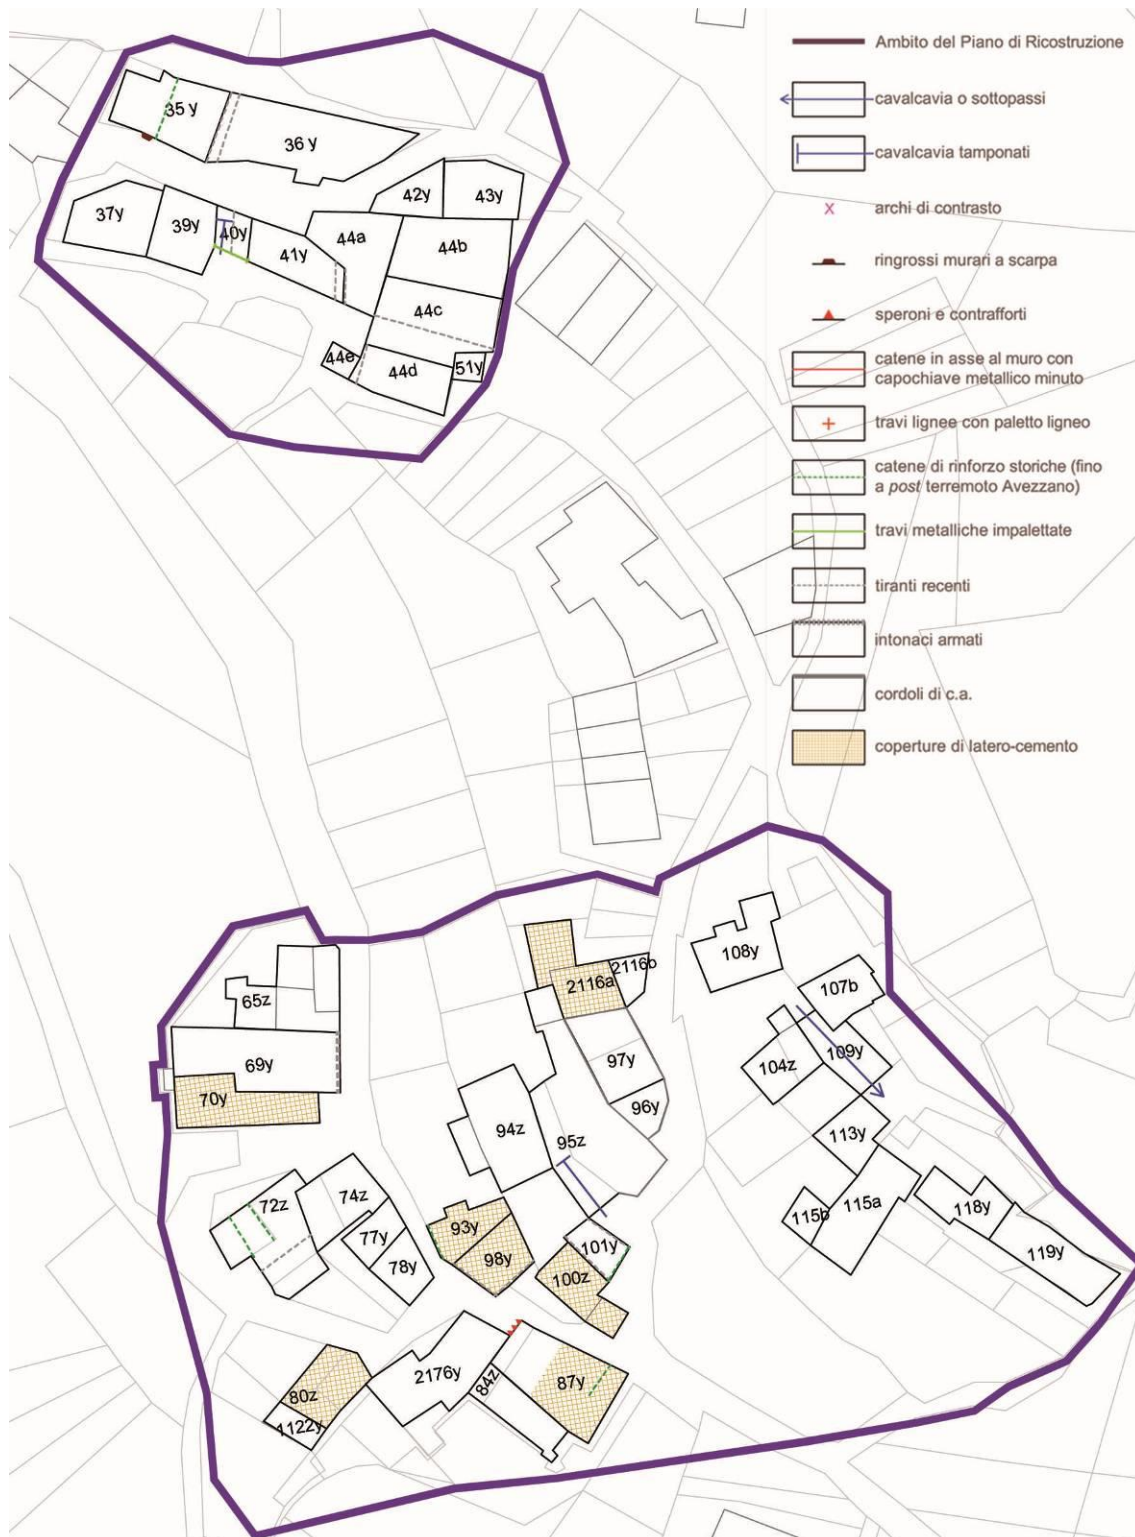 Ambito del Piano di Ricostruzione
cavalcavia o sottopassi
cavalcavia tamponati
archi di contrasto
ringrossi murari a scarpa
speroni e contrafforti
catene in asse al muro con
capochiave metallico minuto
travi lignee con paletto ligneo
catene di rinforzo storiche (fino
a post terremoto Avezzano)
travi metalliche impalettate
tiranti recenti
intonaci armati
cordoli di c.a.
coperture di latero-cemento
35 y
36 y
42y
43y
37y
39y
40y
41y
44a
44b
44c
44e
44d
51y
65z
69y
70y
2116a
2116b
97y
96y
94z
95z
108y
107b
104z
109y
113y
115b
115a
118y
119y
72z
74z
77y
78y
93y
98y
101y
100z
2176y
84z
87y
80z
1122y